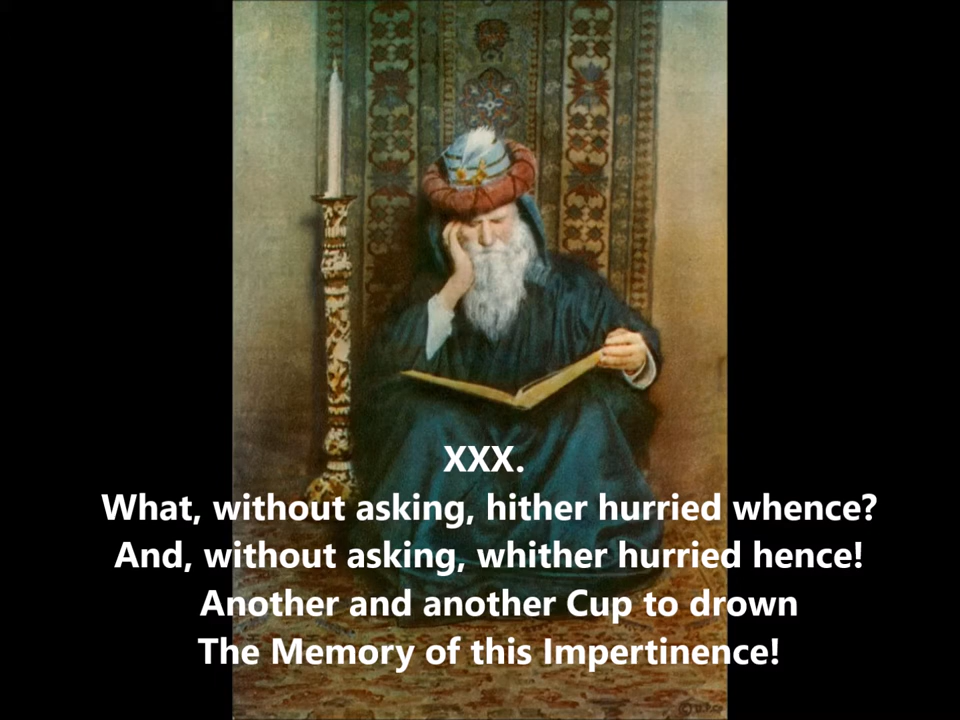 XXX.
What, without asking, hither hurried whence?
And, without asking, whither hurried hence!
Another and another Cup to drown
The Memory of this Impertinence!